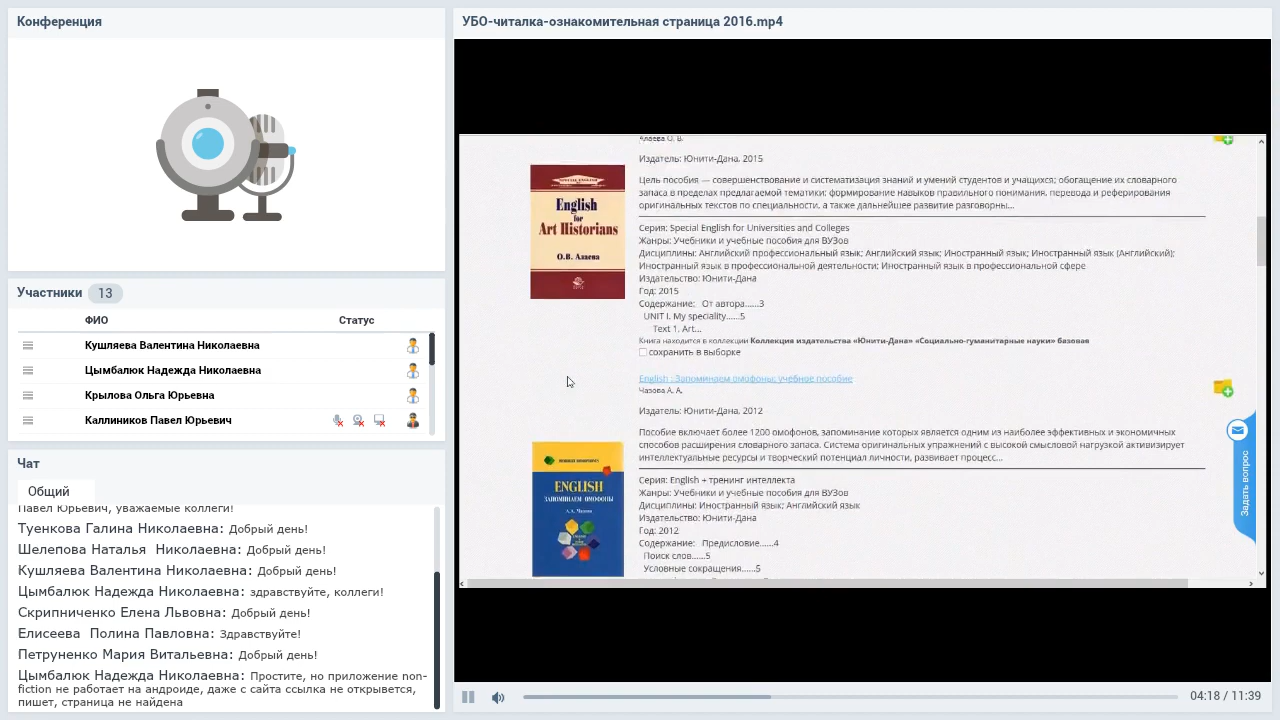 Конференция
Участники 13
ФИО Статус
Кушляева Валентина Николаевна
Цымбалюк Надежда Николаевна
Крылова Ольга Юрьевна
Каллиников Павел Юрьевич
Чат
Общий
Павел Юрьевич, уважаемые коллеги!
Туенкова Галина Николаевна: Добрый день!
Шелепова Наталья Николаевна: Добрый день!
Кушляева Валентина Николаевна: Добрый день!
Цымбалюк Надежда Николаевна: здравствуйте, коллеги!
Скрипниченко Елена Львовна: Добрый день!
Елисеева Полина Павловна: Здравствуйте!
Петруненко Мария Витальевна: Добрый день!
Цымбалюк Надежда Николаевна: Простите, но приложение non-
fiction не работает на андроиде, даже с сайта ссылка не открывется,
пишет, страница не найдена
УБО-читалка-ознакомительная страница 2016.mp4
Алаева О. В.
Издатель: Юнити-Дана, 2015
Цель пособия — совершенствование и систематизация знаний и умений студентов и учащихся; обогащение их словарного
запаса в пределах предлагаемой тематики; формирование навыков правильного понимания, перевода и реферирования
оригинальных текстов по специальности, а также дальнейшее развитие разговорны...
Серия: Special English for Universities and Colleges
Жанры: Учебники и учебные пособия для ВУЗов
Дисциплины: Английский профессиональный язык; Английский язык; Иностранный язык; Иностранный язык (Английский);
Иностранный язык в профессиональной деятельности; Иностранный язык в профессиональной сфере
Издательство: Юнити-Дана
Год: 2015
Содержание: От автора......3
UNIT I. My speciality......5
Text 1. Art...
Книга находится в коллекции Коллекция издательства «Юнити-Дана» «Социально-гуманитарные науки» базовая
сохранить в выборке
English
for
Art Historians
О.В. Алаева
English : Запоминаем омофоны: учебное пособие
Чазова А. А.
Издатель: Юнити-Дана, 2012
Пособие включает более 1200 омофонов, запоминание которых является одним из наиболее эффективных и экономичных
способов расширения словарного запаса. Система оригинальных упражнений с высокой смысловой нагрузкой активизирует
интеллектуальные ресурсы и творческий потенциал личности, развивает процесс...
Серия: English + тренинг интеллекта
Жанры: Учебники и учебные пособия для ВУЗов
Дисциплины: Иностранный язык; Английский язык
Издательство: Юнити-Дана
Год: 2012
Содержание: Предисловие......4
Поиск слов......5
Условные сокращения......5
ENGLISH
ЗАПОМИНАЕМ ОМОФОНЫ
А.А. Чазова
Задать вопрос
04:18 / 11:39